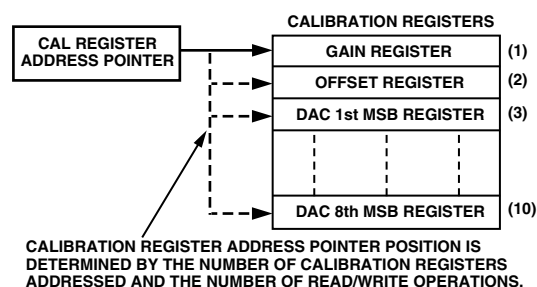 CALIBRATION REGISTERS
CAL REGISTER
ADDRESS POINTER
GAIN REGISTER
(1)
OFFSET REGISTER
(2)
DAC 1st MSB REGISTER
(3)
DAC 8th MSB REGISTER
(10)
CALIBRATION REGISTER ADDRESS POINTER POSITION IS
DETERMINED BY THE NUMBER OF CALIBRATION REGISTERS
ADDRESSED AND THE NUMBER OF READ/WRITE OPERATIONS.